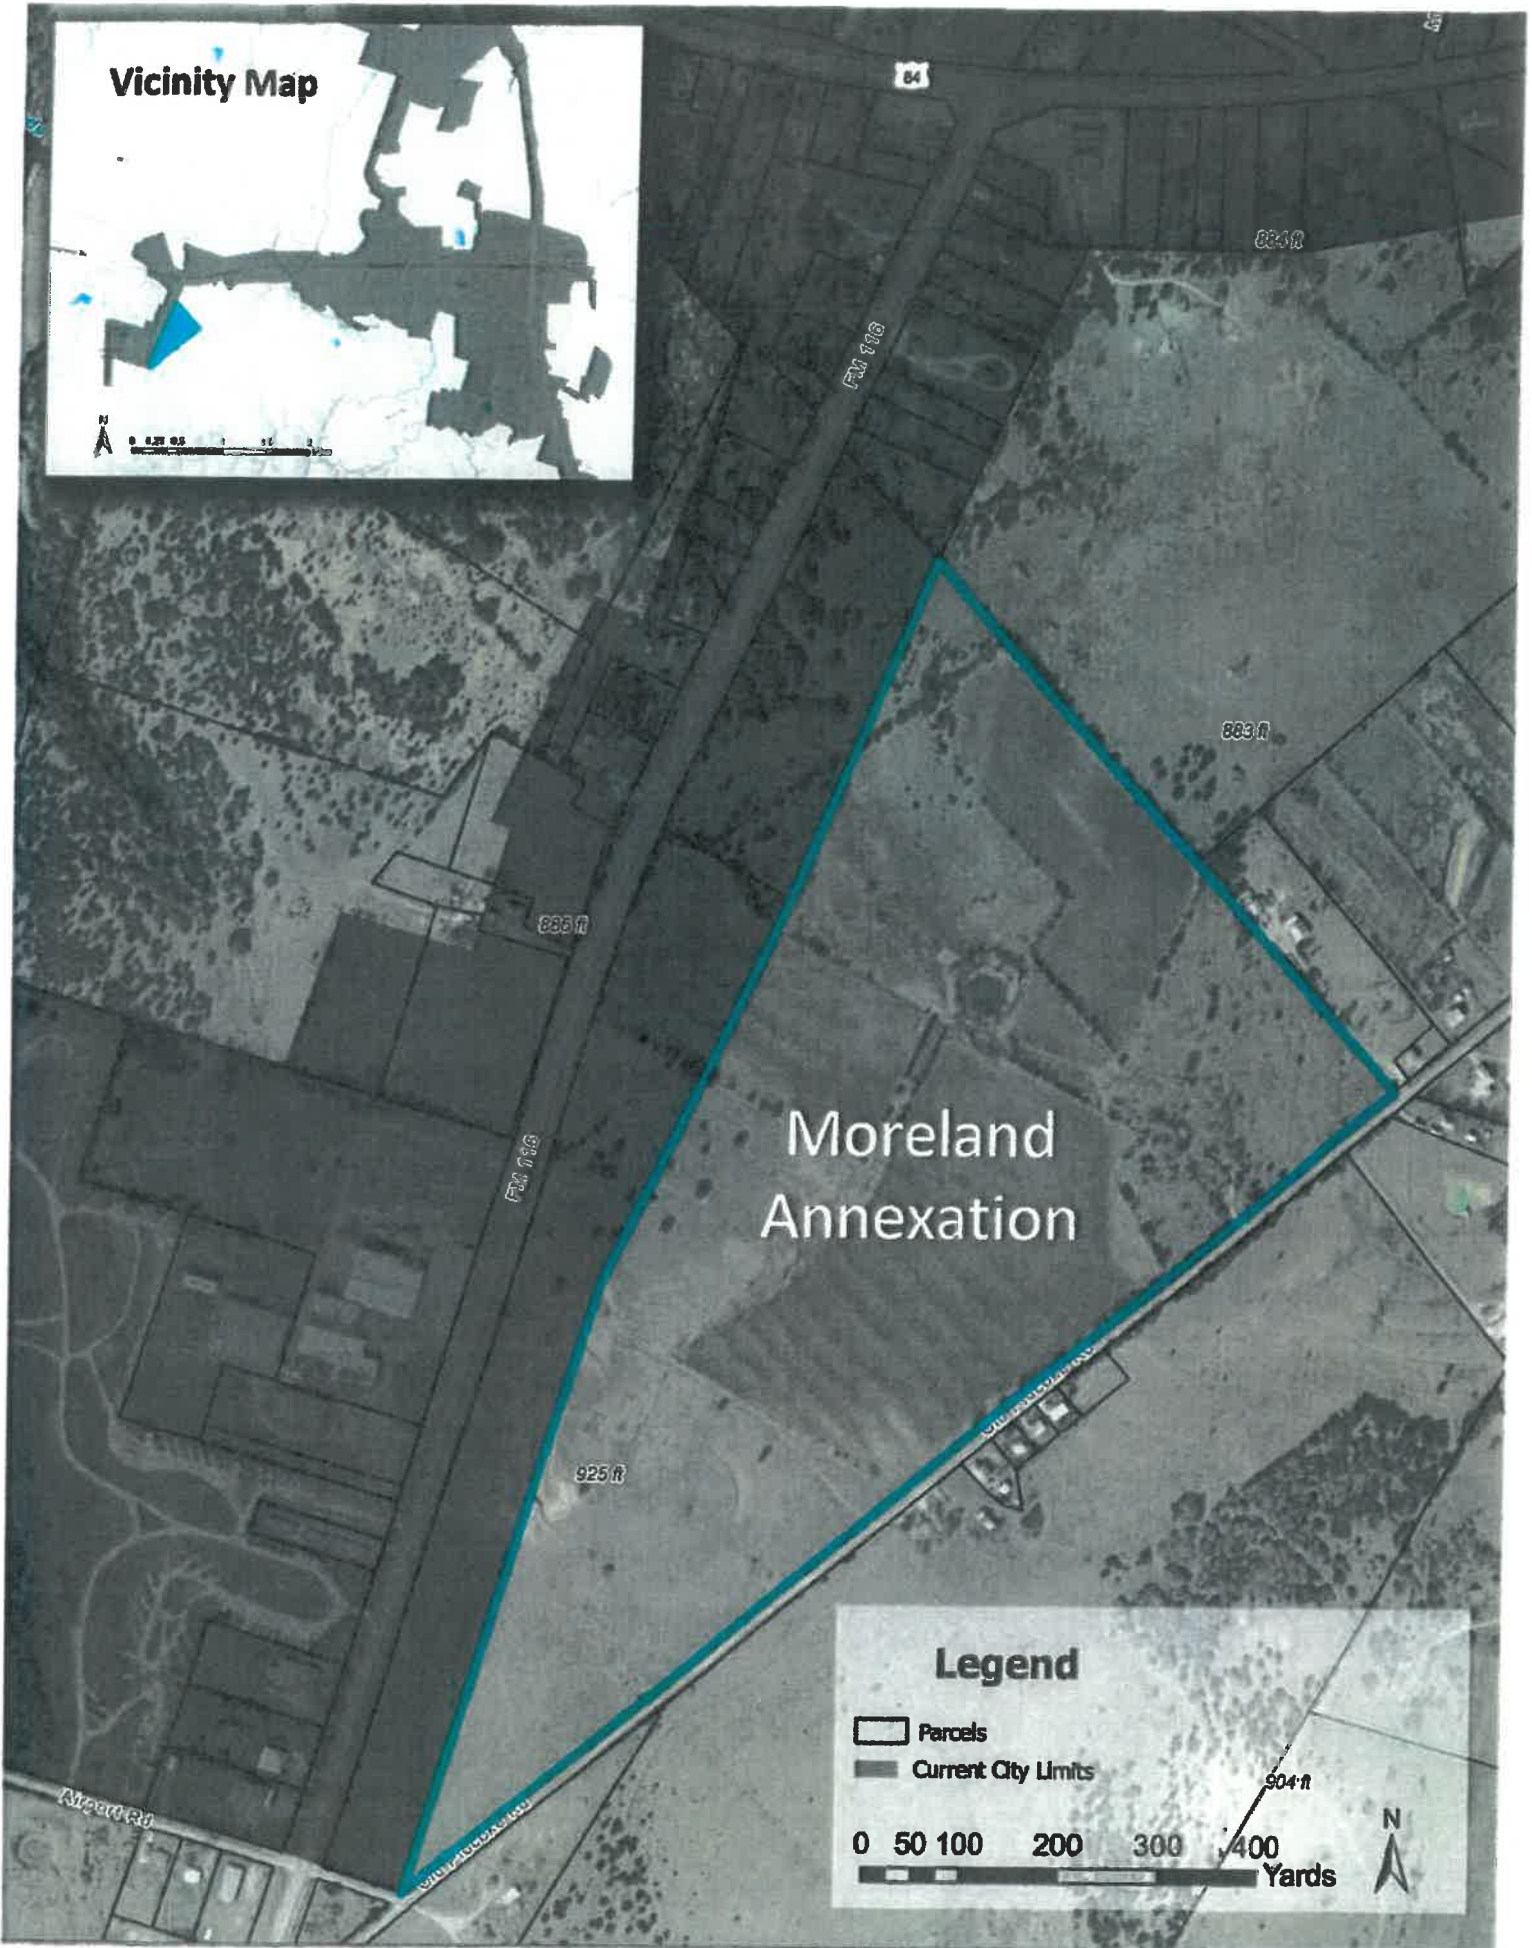 Vicinity Map
N
84
884 ft
FM 116
883 ft
886 ft
FM 116
Moreland
Annexation
925 ft
Legend
Parcels
Current City Limits
904 ft
Airport Rd
N
0 50 100 200 300 400
Yards